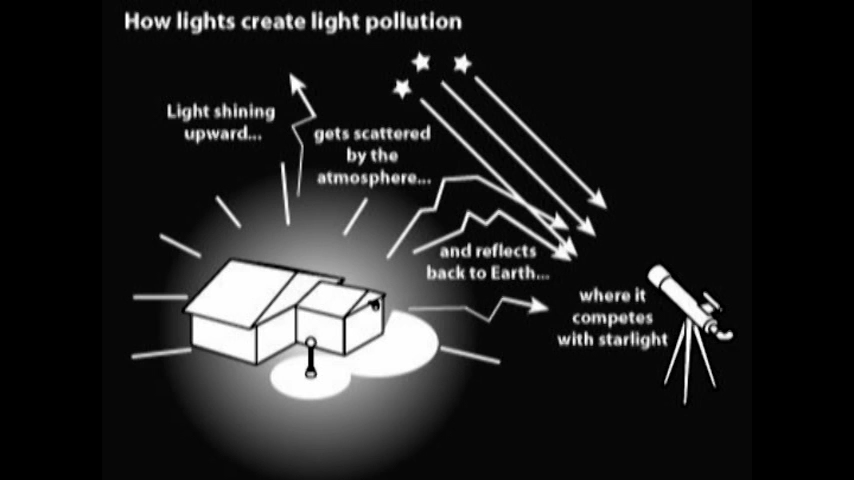 How lights create light pollution
Light shining
upward...
gets scattered
by the
atmosphere...
and reflects
back to Earth...
where it
competes
with starlight